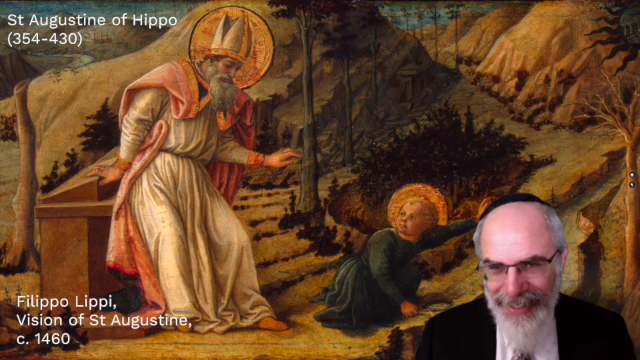 St Augustine of Hippo
(354-430)
Filippo Lippi,
Vision of St Augustine,
c. 1460